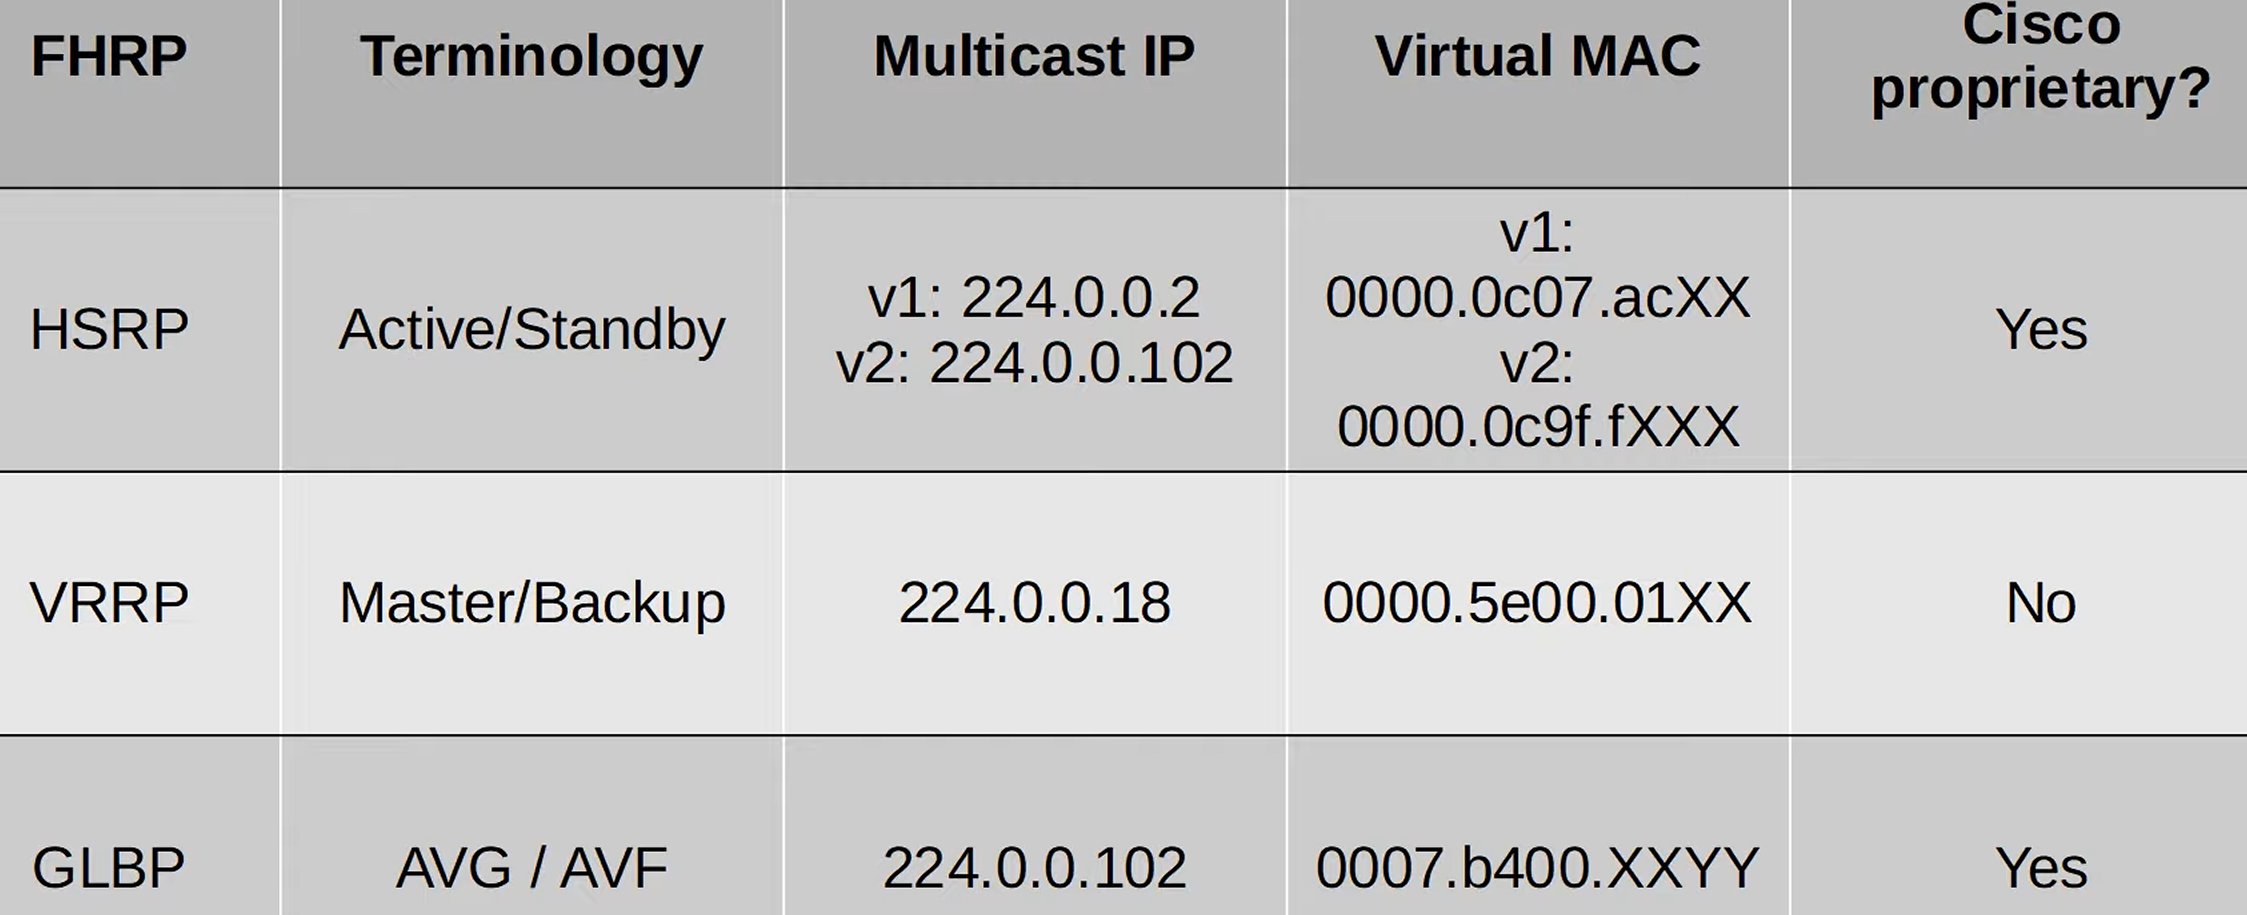 FHRP
Terminology
Multicast IP
Virtual MAC
Cisco
proprietary?
HSRP
Active/Standby
v1: 224.0.0.2
v2: 224.0.0.102
v1:
0000.0c07.acXX
v2:
0000.0c9f.fXXX
Yes
VRRP
Master/Backup
224.0.0.18
0000.5e00.01XX
No
GLBP
AVG / AVF
224.0.0.102
0007.b400.XXYY
Yes